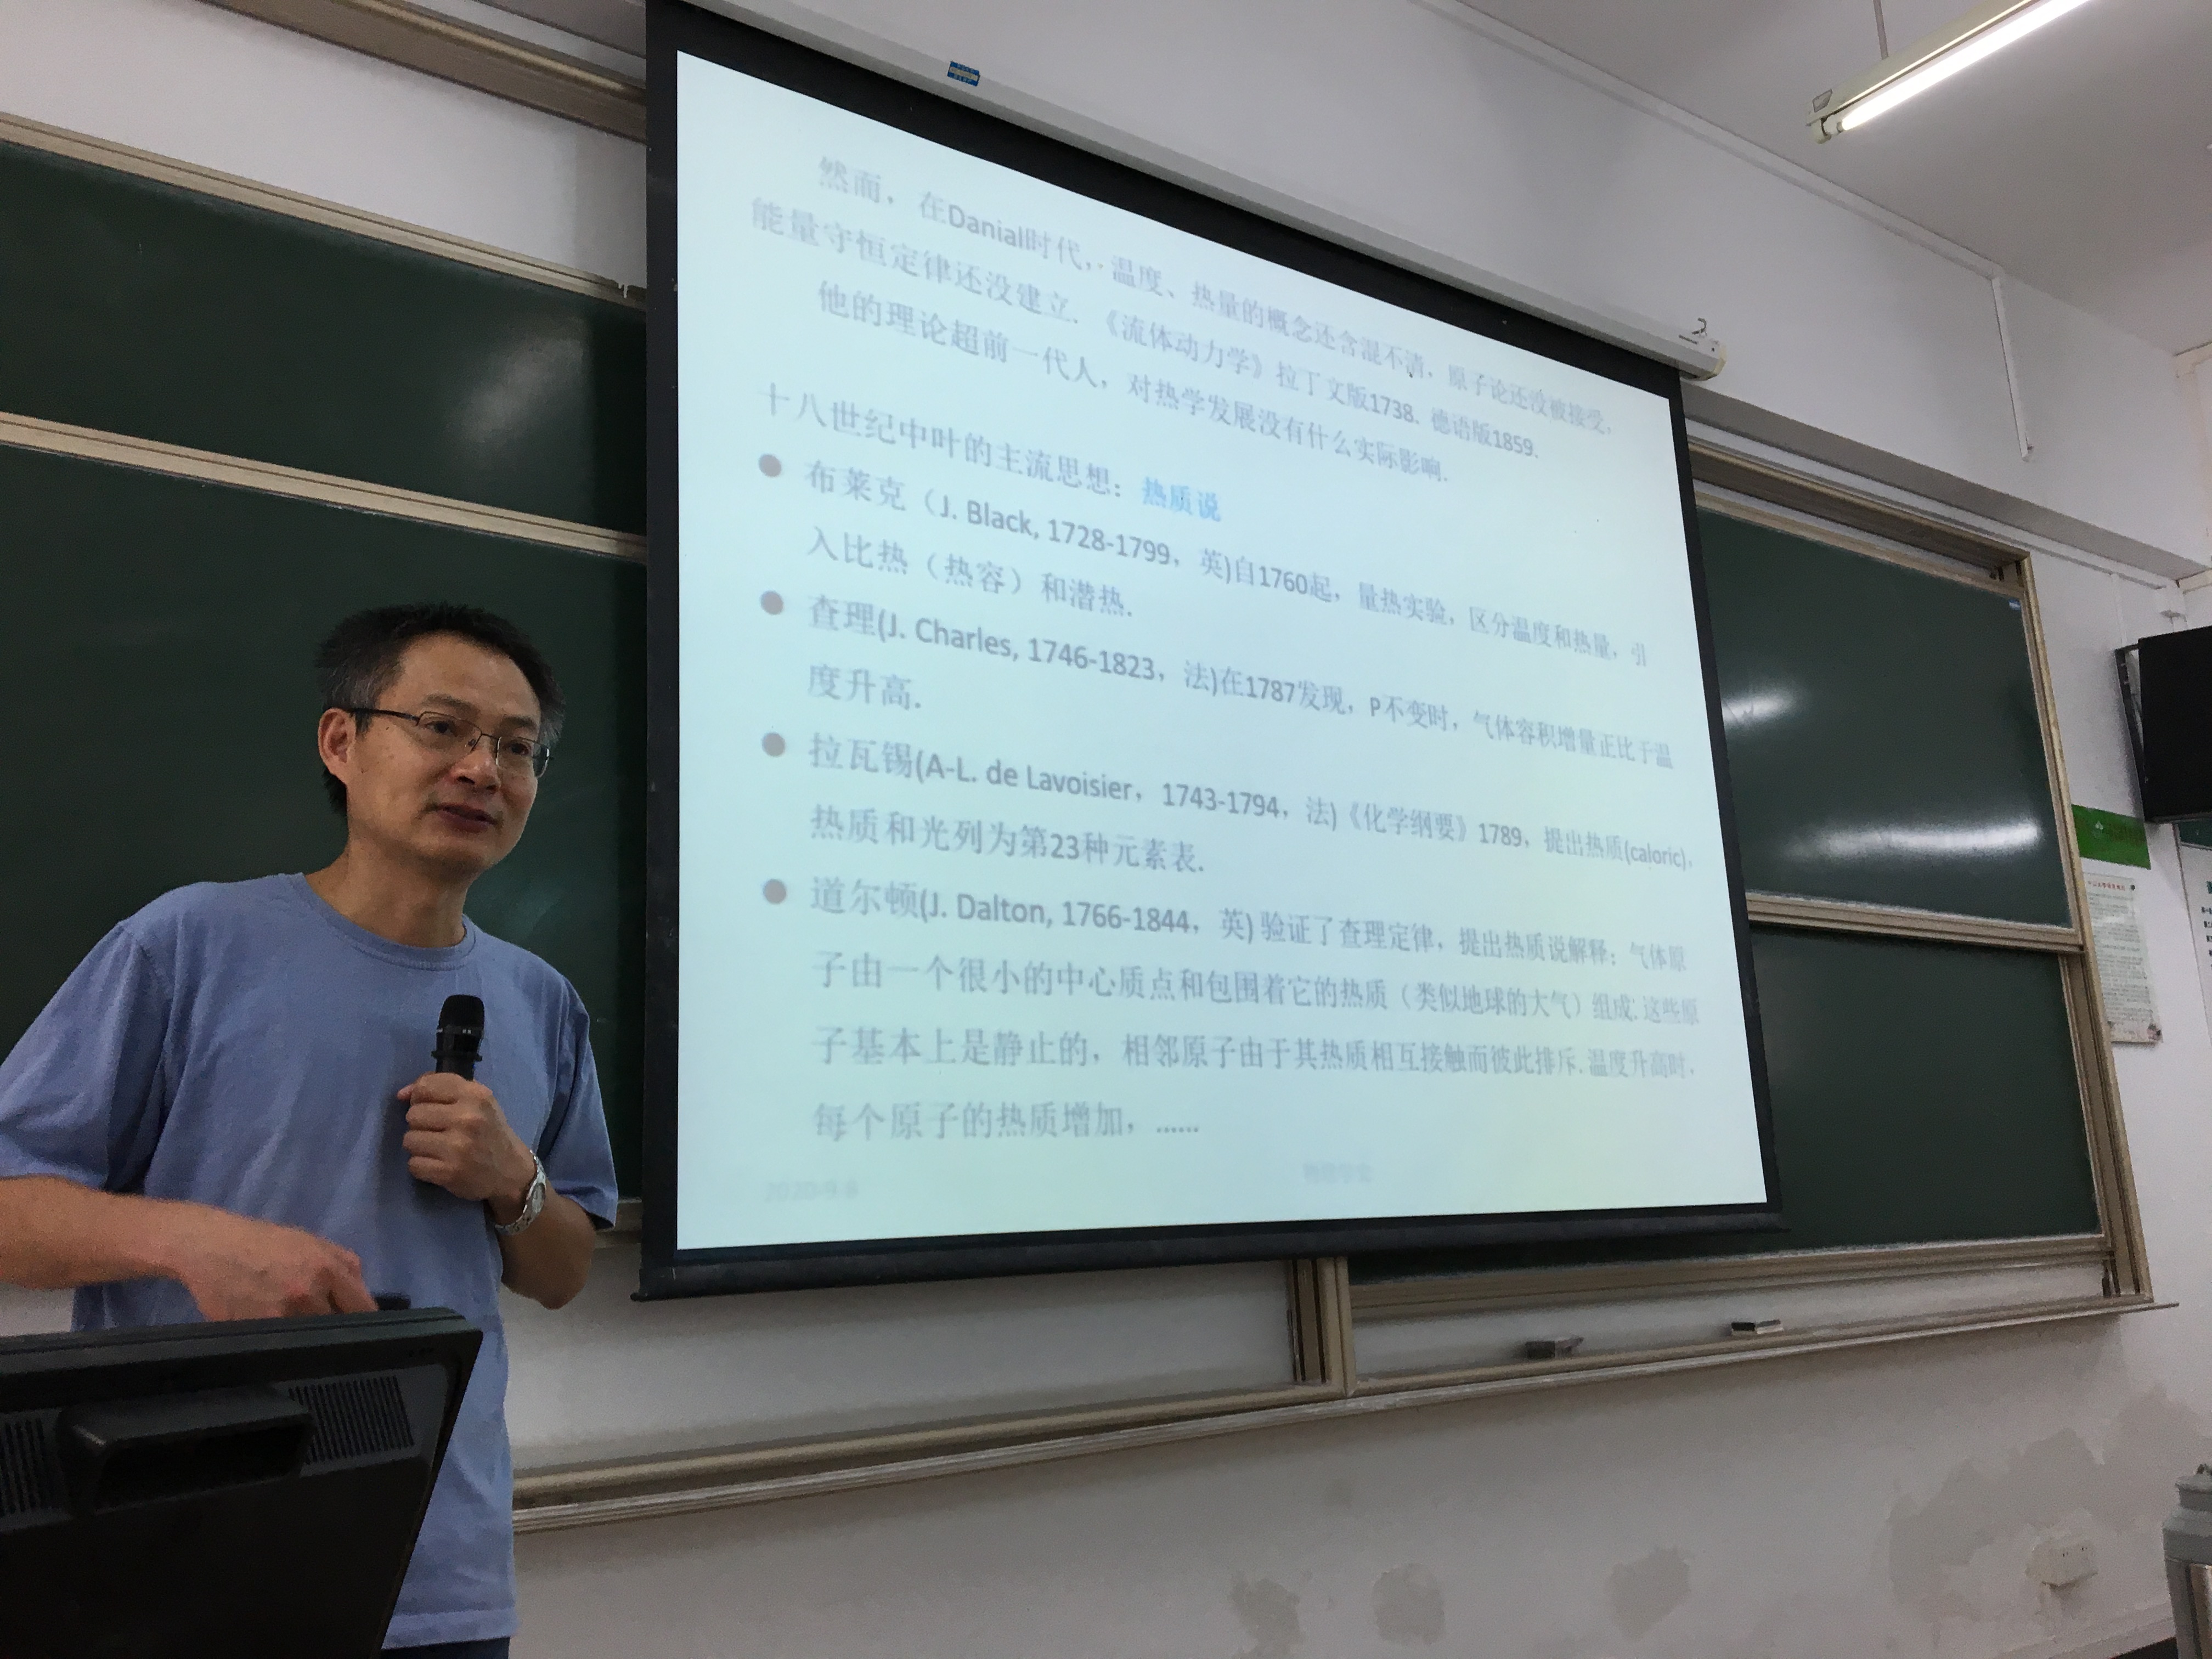 然而，在Danial时代，温度、热量的概念还含混不清，原子论还没被接受，
能量守恒定律还没建立. 《流体动力学》拉丁文版1738. 德语版1859.
他的理论超前一代人，对热学发展没有什么实际影响.
十八世纪中叶的主流思想：热质说
● 布莱克（J. Black, 1728-1799，英)自1760起，量热实验，区分温度和热量，引
入比热（热容）和潜热.
● 查理(J. Charles, 1746-1823，法)在1787发现，P不变时，气体容积增量正比于温
度升高.
● 拉瓦锡(A-L. de Lavoisier，1743-1794，法)《化学纲要》1789，提出热质(caloric)，
热质和光列为第23种元素表.
● 道尔顿(J. Dalton, 1766-1844，英) 验证了查理定律，提出热质说解释：气体原
子由一个很小的中心质点和包围着它的热质（类似地球的大气）组成. 这些原
子基本上是静止的，相邻原子由于其热质相互接触而彼此排斥. 温度升高时，
每个原子的热质增加，......